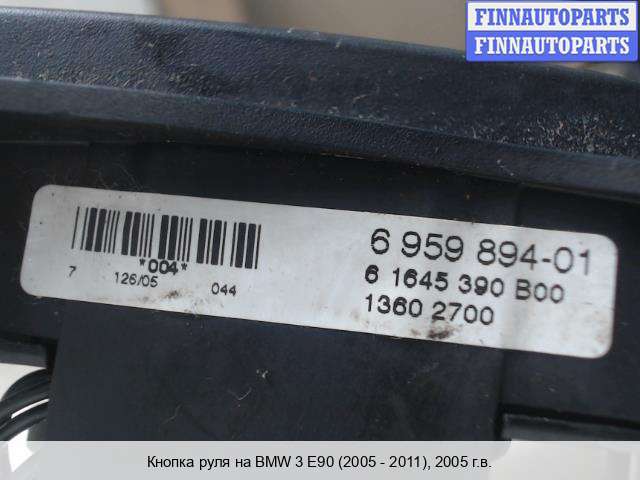 FINNAUTOPARTS
FINNAUTOPARTS
6 959 894-01
*004*
7 126/05 044
6 1645 390 B00
1360 2700
Кнопка руля на BMW 3 E90 (2005 - 2011), 2005 г.в.